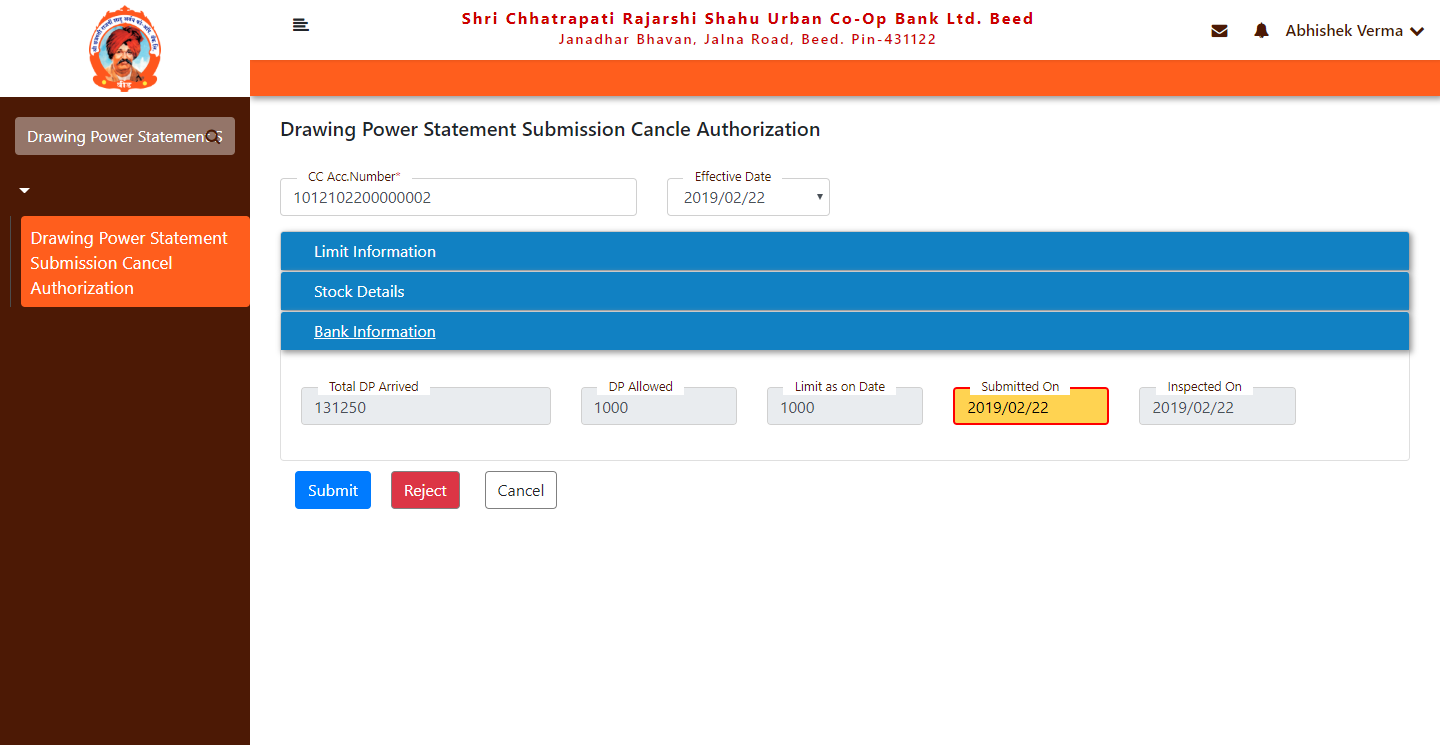 Shri Chhatrapati Rajarshi Shahu Urban Co-Op Bank Ltd. Beed
Janadhar Bhavan, Jalna Road, Beed. Pin-431122
Abhishek Verma
बीड
Drawing Power Statement
Drawing Power Statement
Submission Cancel
Authorization
Drawing Power Statement Submission Cancle Authorization
CC Acc.Number*
1012102200000002
Effective Date
2019/02/22
Limit Information
Stock Details
Bank Information
Total DP Arrived
131250
DP Allowed
1000
Limit as on Date
1000
Submitted On
2019/02/22
Inspected On
2019/02/22
Submit
Reject
Cancel